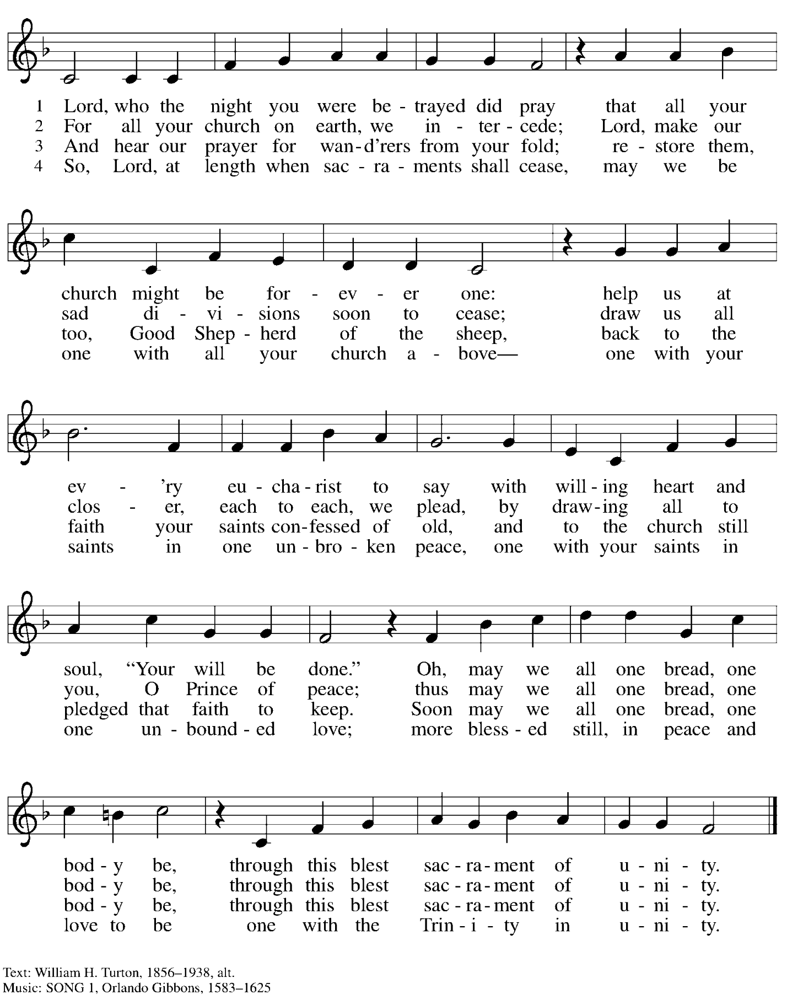 1 Lord, who the night you were be - trayed did pray that all your
2 For all your church on earth, we in - ter - cede; Lord, make our
3 And hear our prayer for wan - d’rers from your fold; re - store them,
4 So, Lord, at length when sac - ra - ments shall cease, may we be
church might be for - ev - er one: help us at
sad di - vi - sions soon to cease; draw us all
too, Good Shep - herd of the sheep, back to the
one with all your church a - bove— one with your
ev - ’ry eu - cha - rist to say with will - ing heart and
clos - er, each to each, we plead, by draw - ing all to
faith your saints con - fessed of old, and to the church still
saints in one un - bro - ken peace, one with your saints in
soul, “Your will be done.” Oh, may we all one bread, one
you, O Prince of peace; thus may we all one bread, one
pledged that faith to keep. Soon may we all one bread, one
one un - bound - ed love; more bless - ed still, in peace and
bod - y be, through this blest sac - ra - ment of u - ni - ty.
bod - y be, through this blest sac - ra - ment of u - ni - ty.
bod - y be, through this blest sac - ra - ment of u - ni - ty.
love to be one with the Trin - i - ty in u - ni - ty.
Text: William H. Turton, 1856–1938, alt.
Music: SONG 1, Orlando Gibbons, 1583–1625